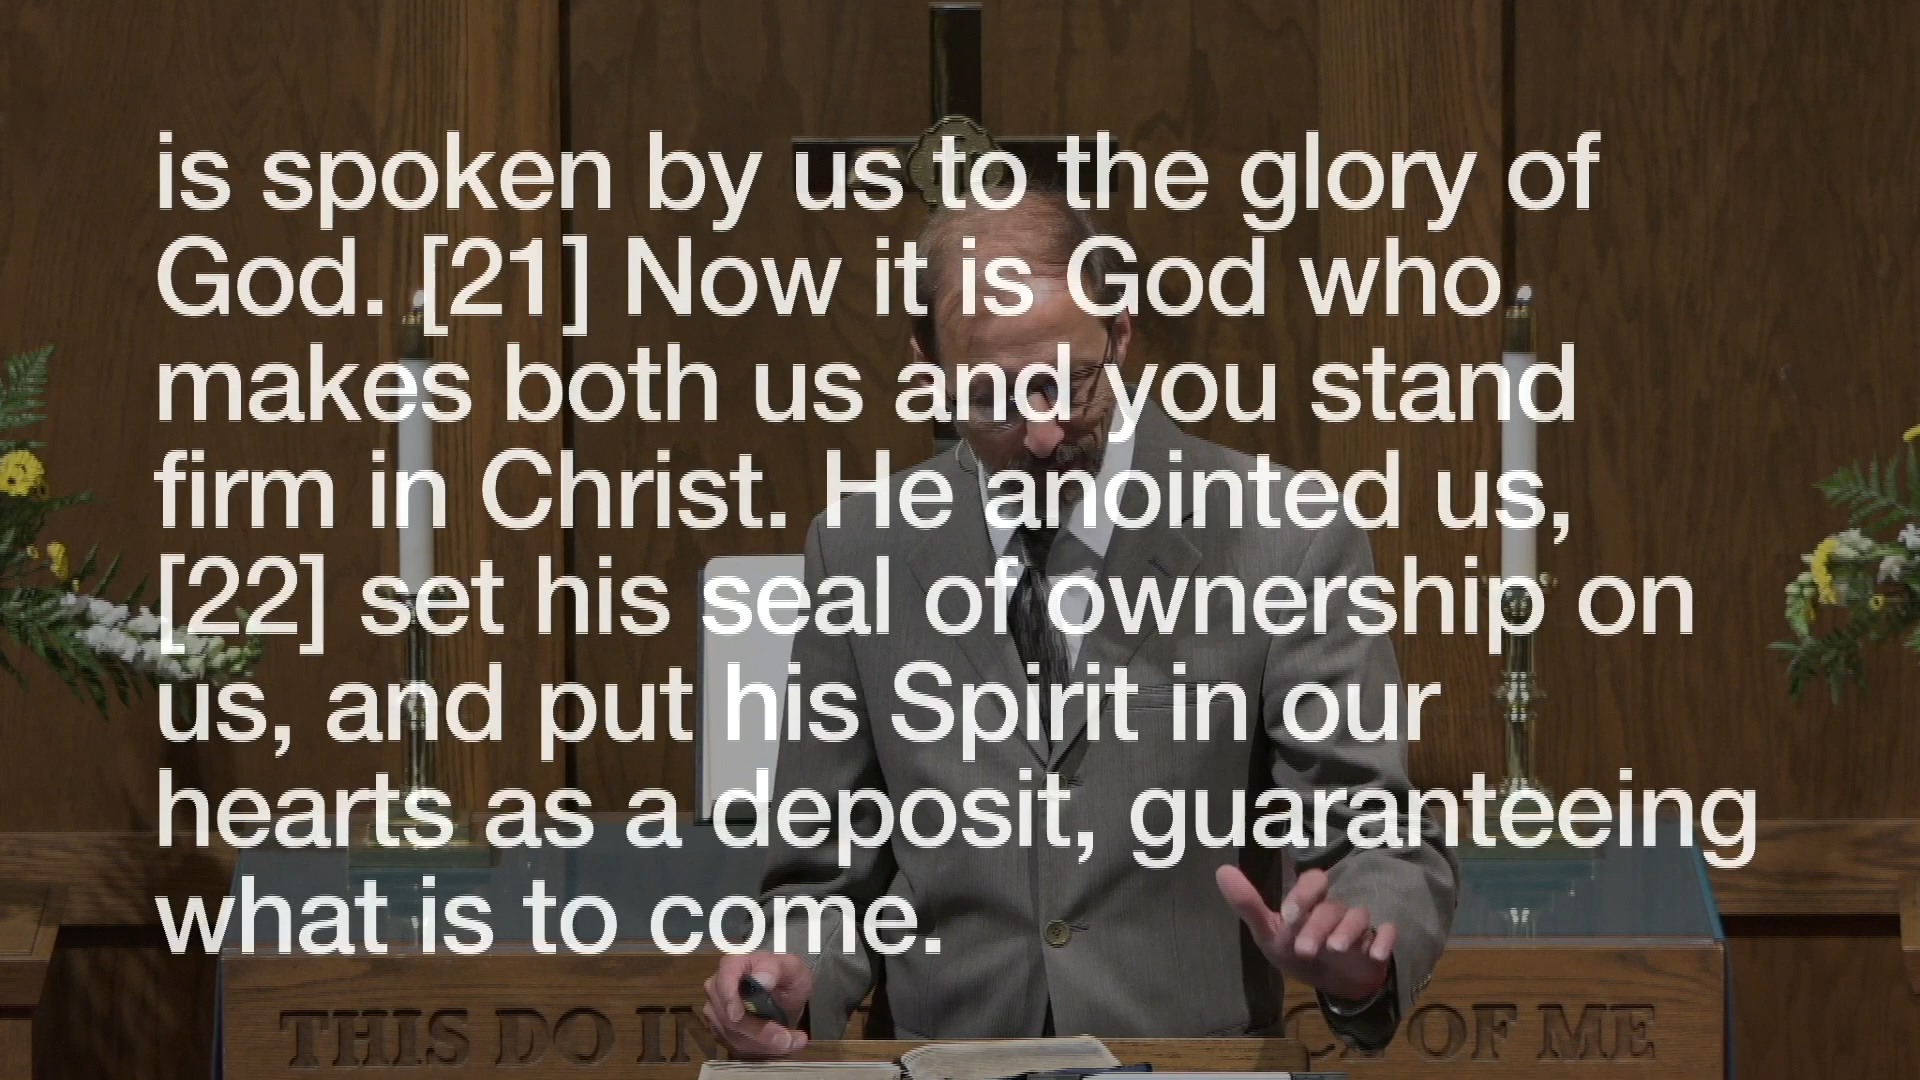 is spoken by us to the glory of
God. [21] Now it is God who
makes both us and you stand
firm in Christ. He anointed us,
[22] set his seal of ownership on
us, and put his Spirit in our
hearts as a deposit, guaranteeing
what is to come.
THIS DO IN OF ME